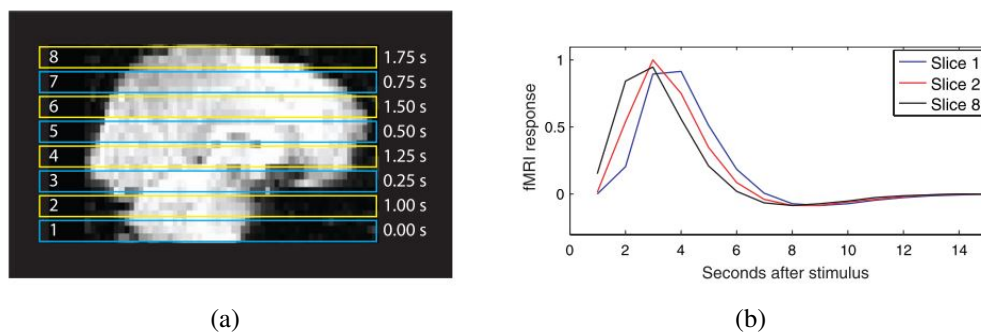 8 1.75 s
7 0.75 s
6 1.50 s
5 0.50 s
4 1.25 s
3 0.25 s
2 1.00 s
1 0.00 s
(a)
fMRI response
1
0.5
0
0 2 4 6 8 10 12 14
Seconds after stimulus
Slice 1
Slice 2
Slice 8
(b)